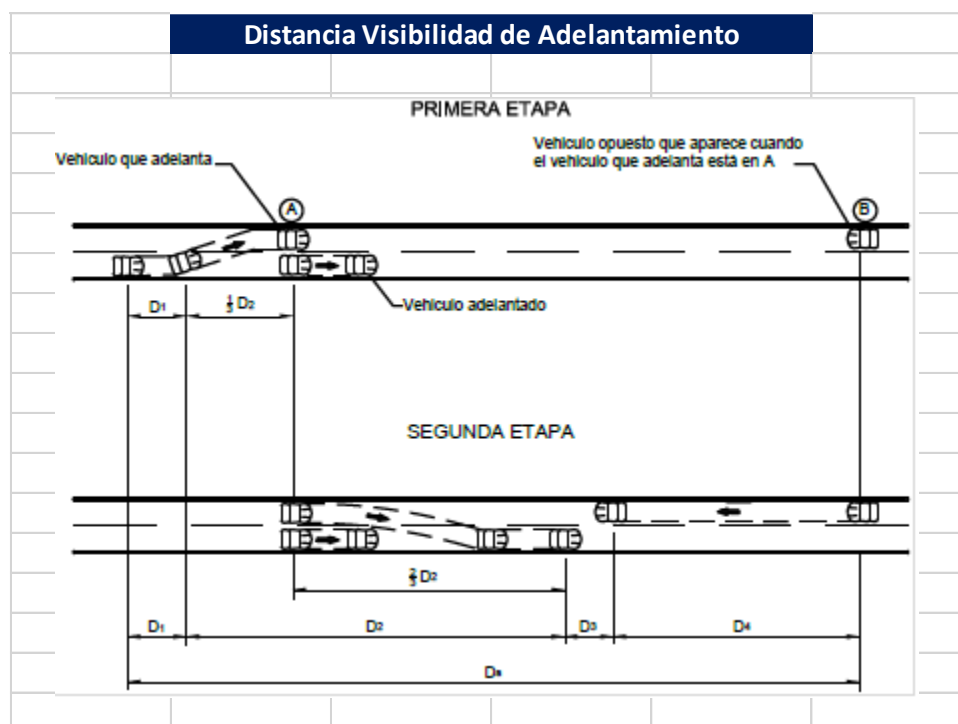 Distancia Visibilidad de Adelantamiento
PRIMERA ETAPA
Vehiculo que adelanta
Vehiculo opuesto que aparece cuando
el vehiculo que adelanta está en A
A
B
D1
1/3 D2
Vehiculo adelantado
SEGUNDA ETAPA
2/3 D2
D1
D2
D3
D4